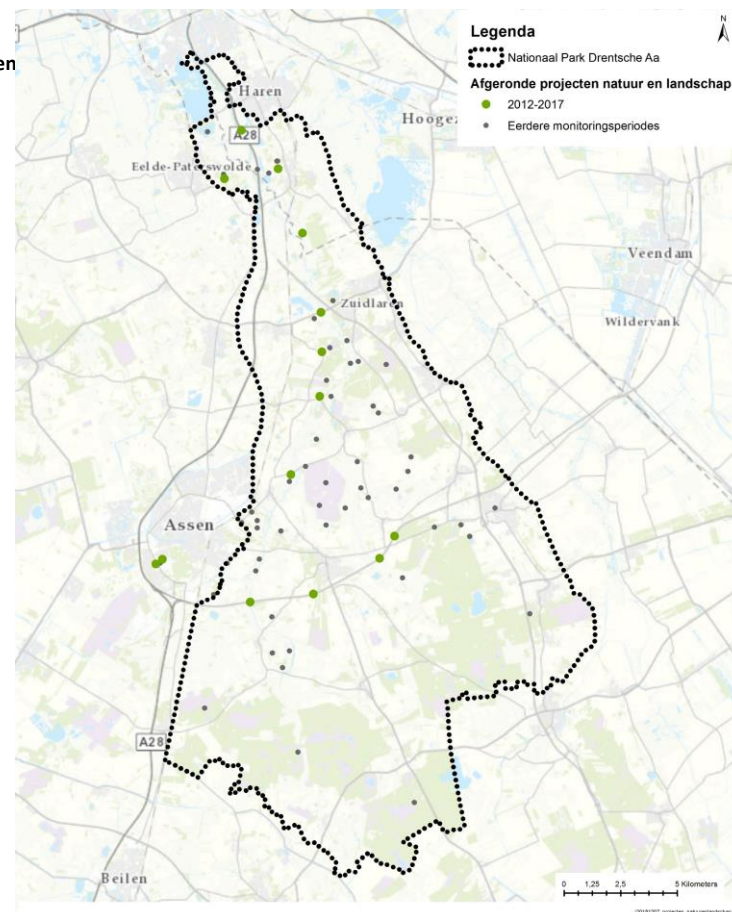 en
Legenda
N
Nationaal Park Drentsche Aa
Afgeronde projecten natuur en landschap
2012-2017
Eerdere monitoringsperiodes
Haren
A28
Hoogez
Eelde-Paterswolde
Veendam
Zuidlaren
Wildervank
Assen
A28
Beilen
0 1,25 2,5 5 Kilometers